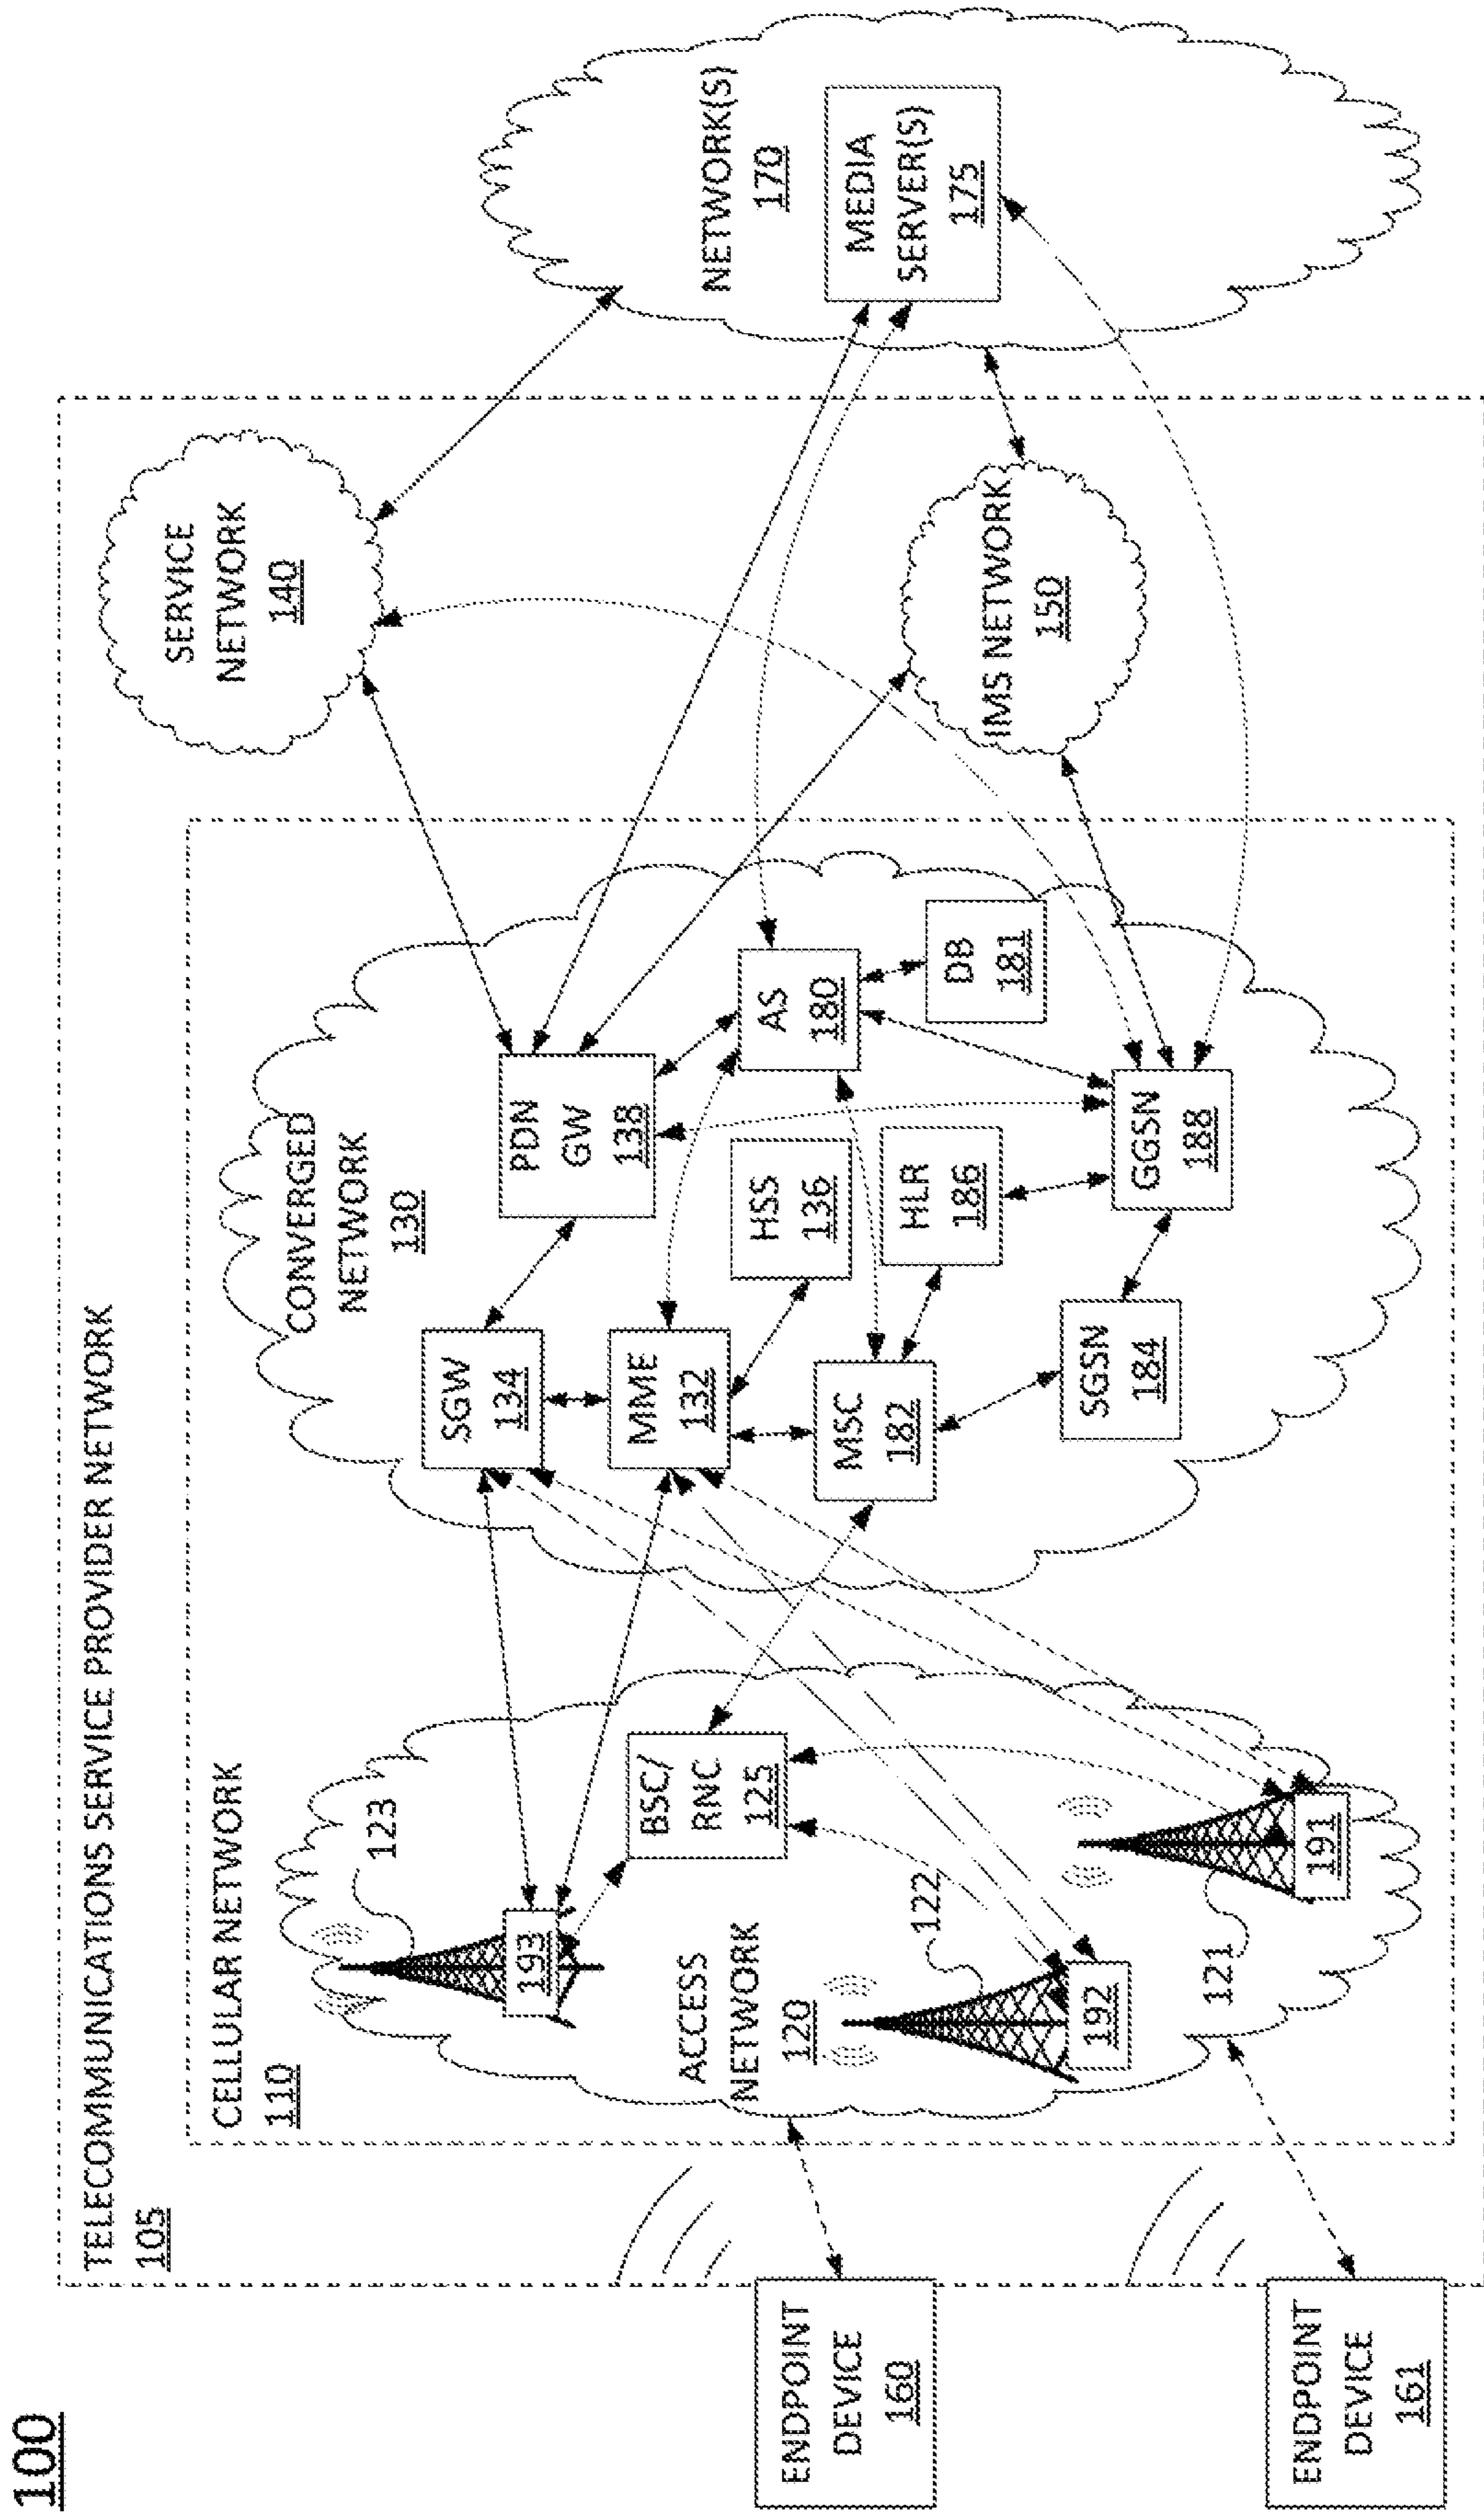 100
TELECOMMUNICATIONS SERVICE PROVIDER NETWORK
105
CELLULAR NETWORK
110
ENDPOINT
DEVICE
160
ENDPOINT
DEVICE
161
ACCESS
NETWORK
120
123
193
122
192
121
191
BSC/
RNC
125
CONVERGED
NETWORK
130
SGW
134
MME
132
MSC
182
SGSN
184
PDN
GW
138
HSS
136
HLR
186
GGSN
188
AS
180
DB
181
SERVICE
NETWORK
140
IMS NETWORK
150
NETWORK(S)
170
MEDIA
SERVER(S)
175